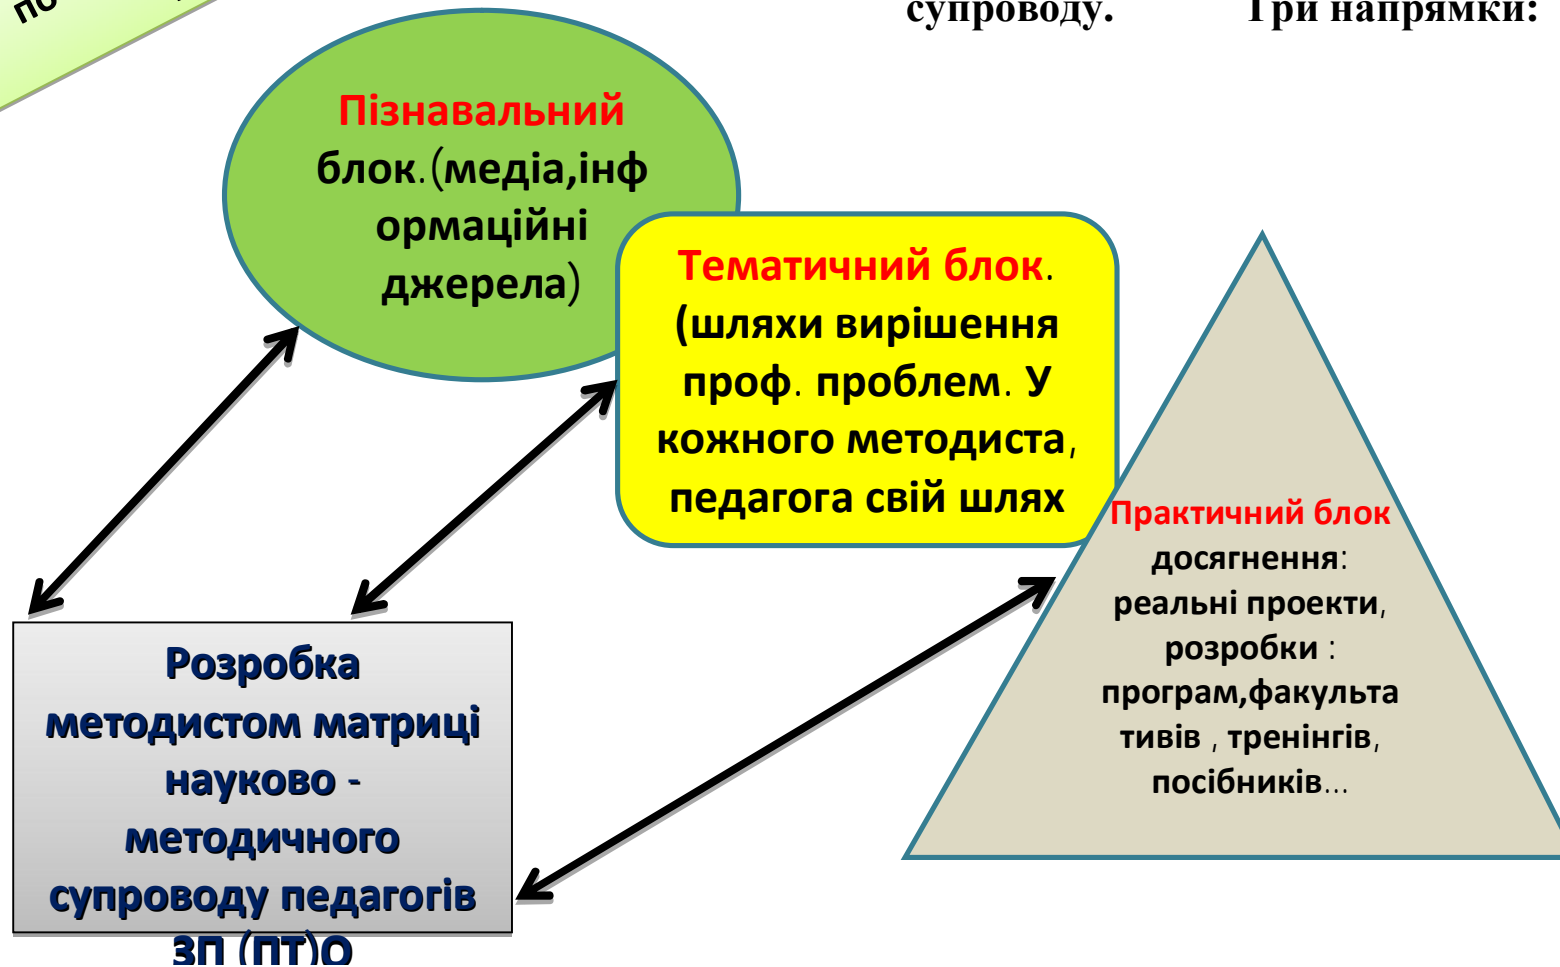 по
супроводу. Три напрямки:
Пізнавальний
блок.(медіа,інф
ормаційні
джерела)
Тематичний блок.
(шляхи вирішення
проф. проблем. У
кожного методиста,
педагога свій шлях
Практичний блок
досягнення:
реальні проекти,
розробки :
програм,факульта
тивів , тренінгів,
посібників...
Розробка
методистом матриці
науково -
методичного
супроводу педагогів
ЗП (ПТ)О